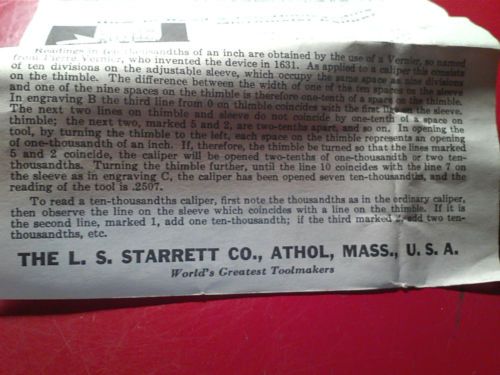 Readings in ten thousandths of an inch are obtained by the use of a Vernier, so named
from Pierre Vernier, who invented the device in 1631. As applied to a caliper this consists
of ten divisions on the adjustable sleeve, which occupy the same space as nine divisions
on the thimble. The difference between the width of one of the ten spaces on the sleeve
and one of the nine spaces on the thimble is therefore one-tenth of a space on the thimble.
In engraving B the third line from 0 on thimble coincides with the first line on the sleeve.
The next two lines on thimble and sleeve do not coincide by one-tenth of a space on
thimble; the next two, marked 5 and 2, are two-tenths apart, and so on. In opening the
tool, by turning the thimble to the left, each space on the thimble represents an opening
of one-thousandth of an inch. If, therefore, the thimble be turned so that the lines marked
5 and 2 coincide, the caliper will be opened two-tenths of one-thousandth or two ten-
thousandths. Turning the thimble further, until the line 10 coincides with the line 7 on
the sleeve as in engraving C, the caliper has been opened seven ten-thousandths, and the
reading of the tool is .2507.
To read a ten-thousandths caliper, first note the thousandths as in the ordinary caliper,
then observe the line on the sleeve which coincides with a line on the thimble. If it is
the second line, marked 1, add one ten-thousandth; if the third marked 2, add two ten-
thousandths, etc.
THE L. S. STARRETT CO., ATHOL, MASS., U. S. A.
World's Greatest Toolmakers